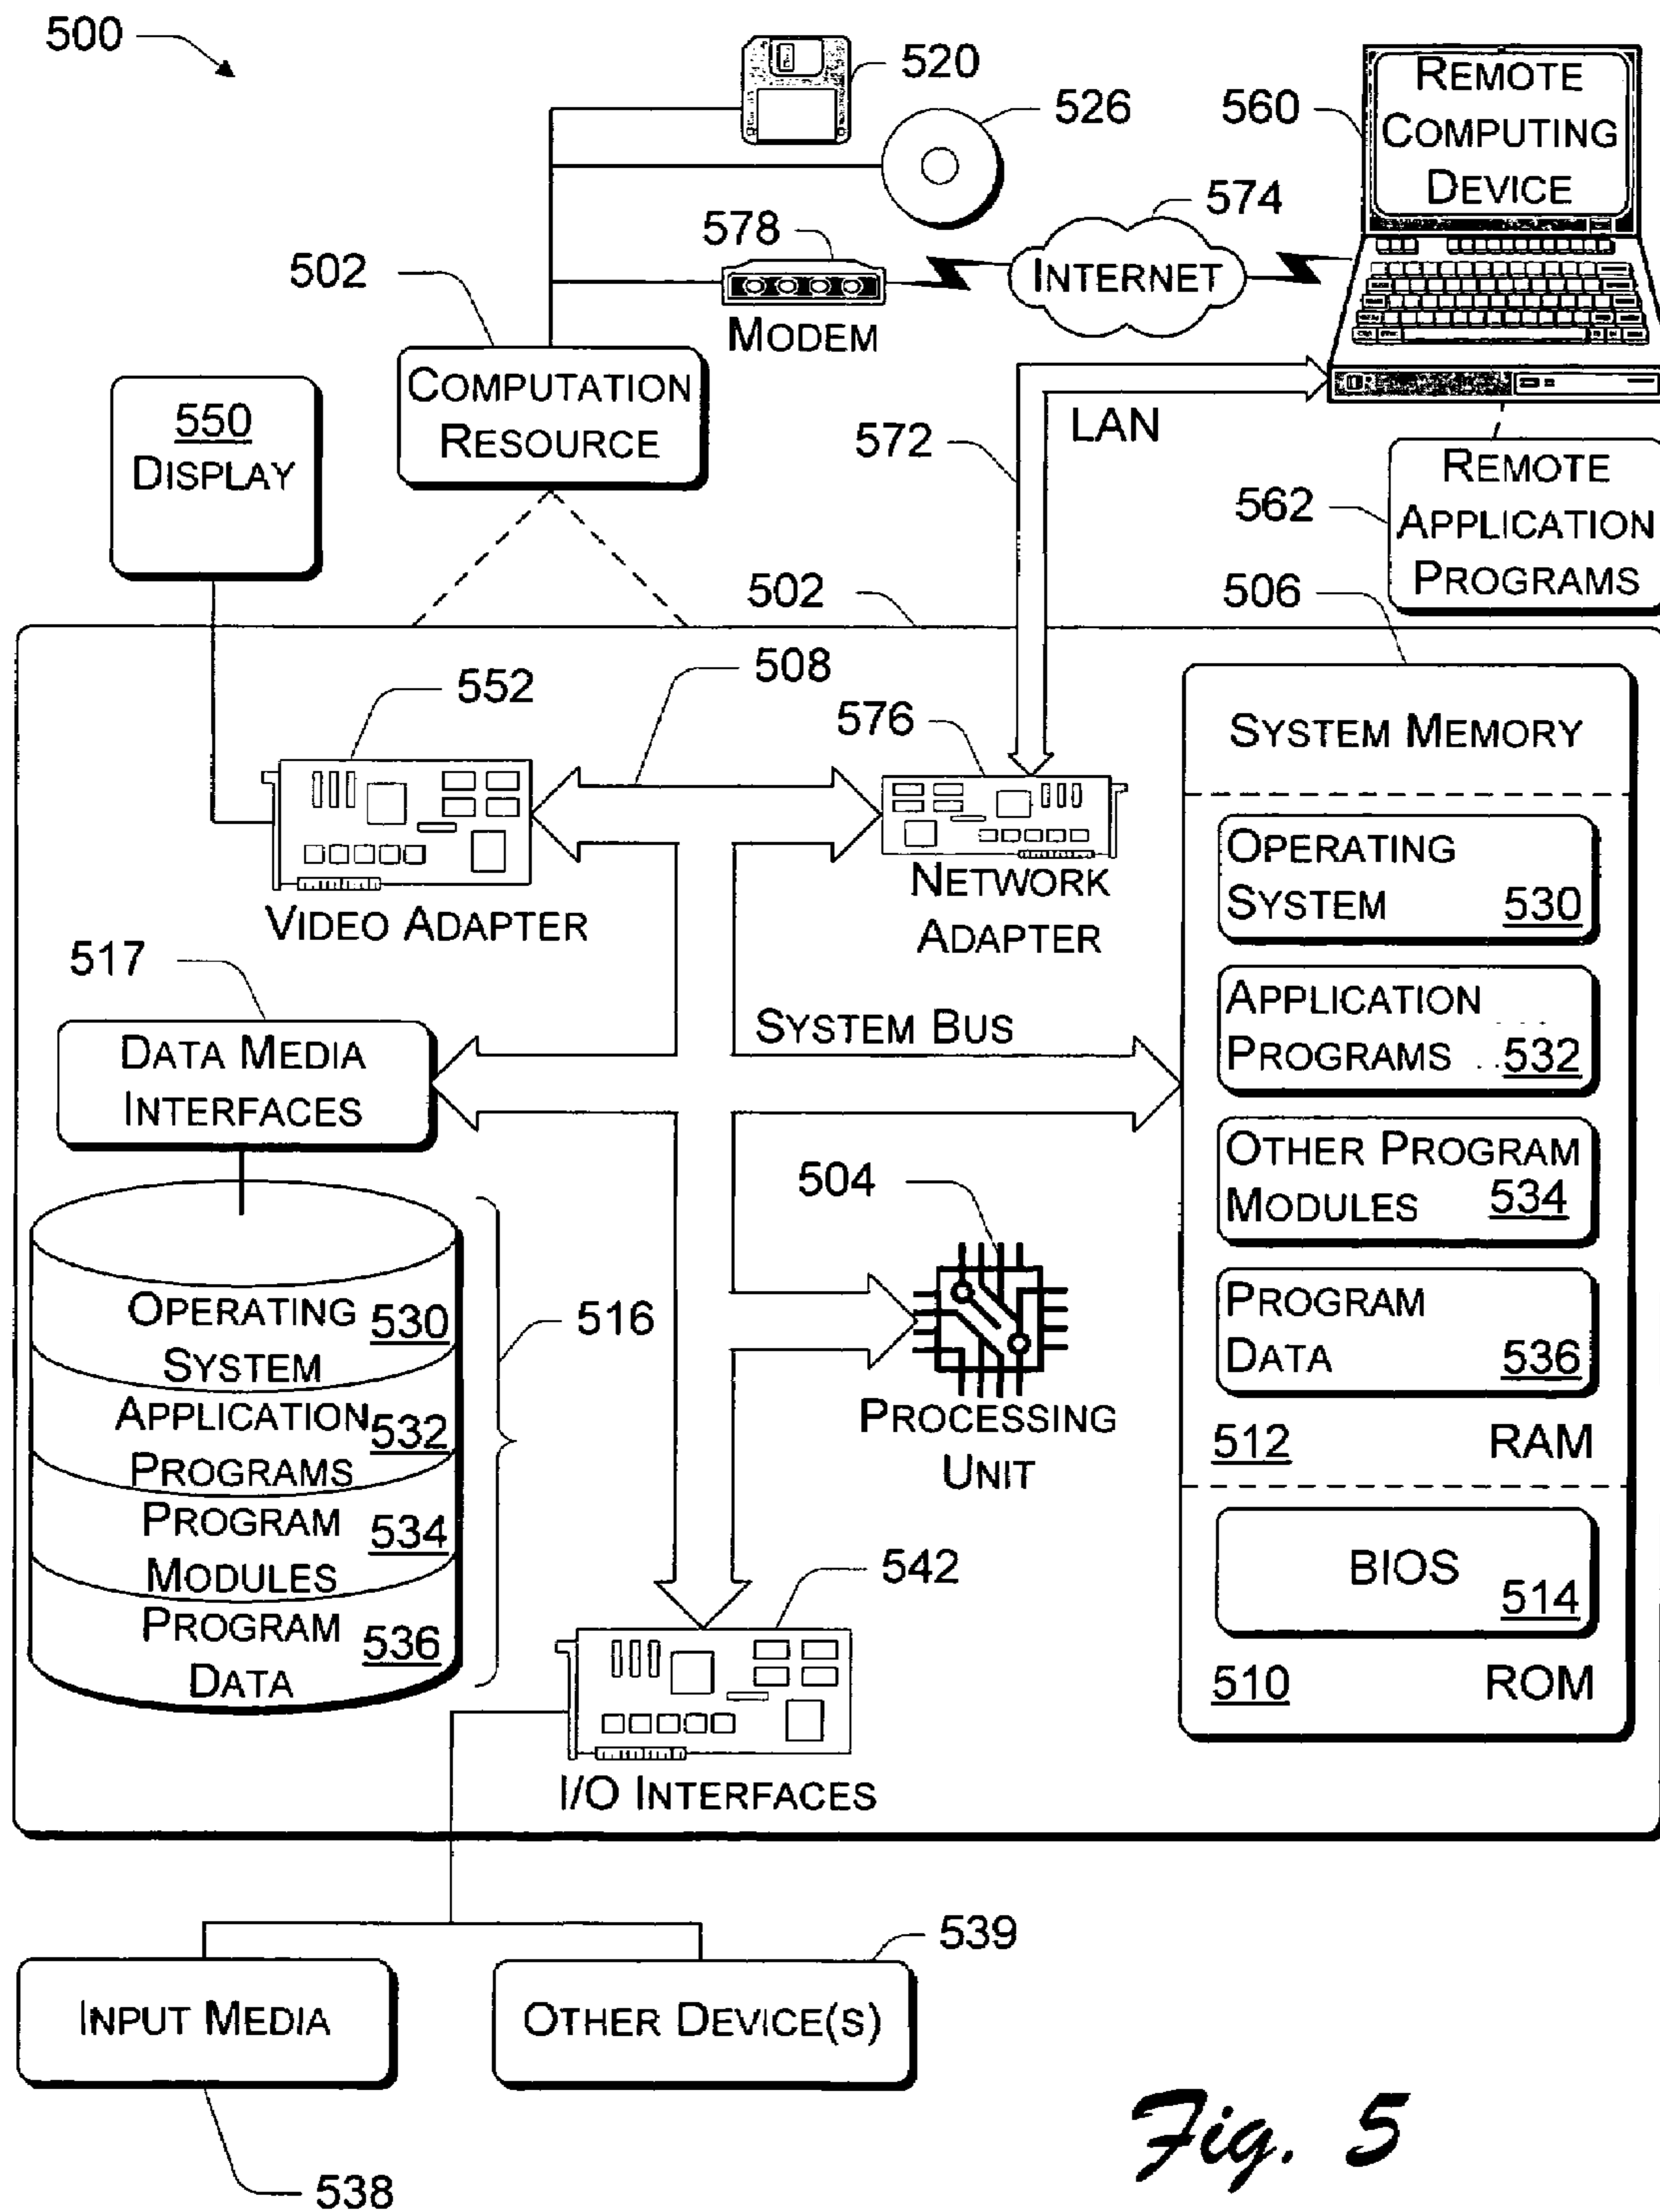 500
520
526
560
REMOTE
COMPUTING
DEVICE
574
578
INTERNET
MODEM
502
COMPUTATION
RESOURCE
550
DISPLAY
572
LAN
REMOTE
APPLICATION
PROGRAMS
562
502
506
508
552
576
VIDEO ADAPTER
NETWORK
ADAPTER
SYSTEM MEMORY
OPERATING
SYSTEM 530
APPLICATION
PROGRAMS 532
OTHER PROGRAM
MODULES 534
PROGRAM
DATA 536
512 RAM
BIOS
514
510 ROM
517
DATA MEDIA
INTERFACES
SYSTEM BUS
504
PROCESSING
UNIT
OPERATING 530
SYSTEM
APPLICATION 532
PROGRAMS
PROGRAM 534
MODULES
PROGRAM 536
DATA
516
542
I/O INTERFACES
539
INPUT MEDIA
OTHER DEVICE(S)
538
Fig. 5